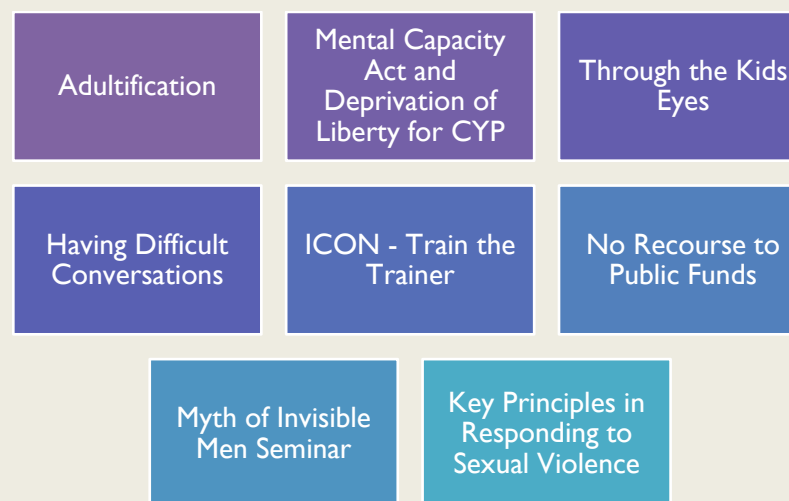 Adultification
Mental Capacity
Act and
Deprivation of
Liberty for CYP
Through the Kids
Eyes
Having Difficult
Conversations
ICON - Train the
Trainer
No Recourse to
Public Funds
Myth of Invisible
Men Seminar
Key Principles in
Responding to
Sexual Violence